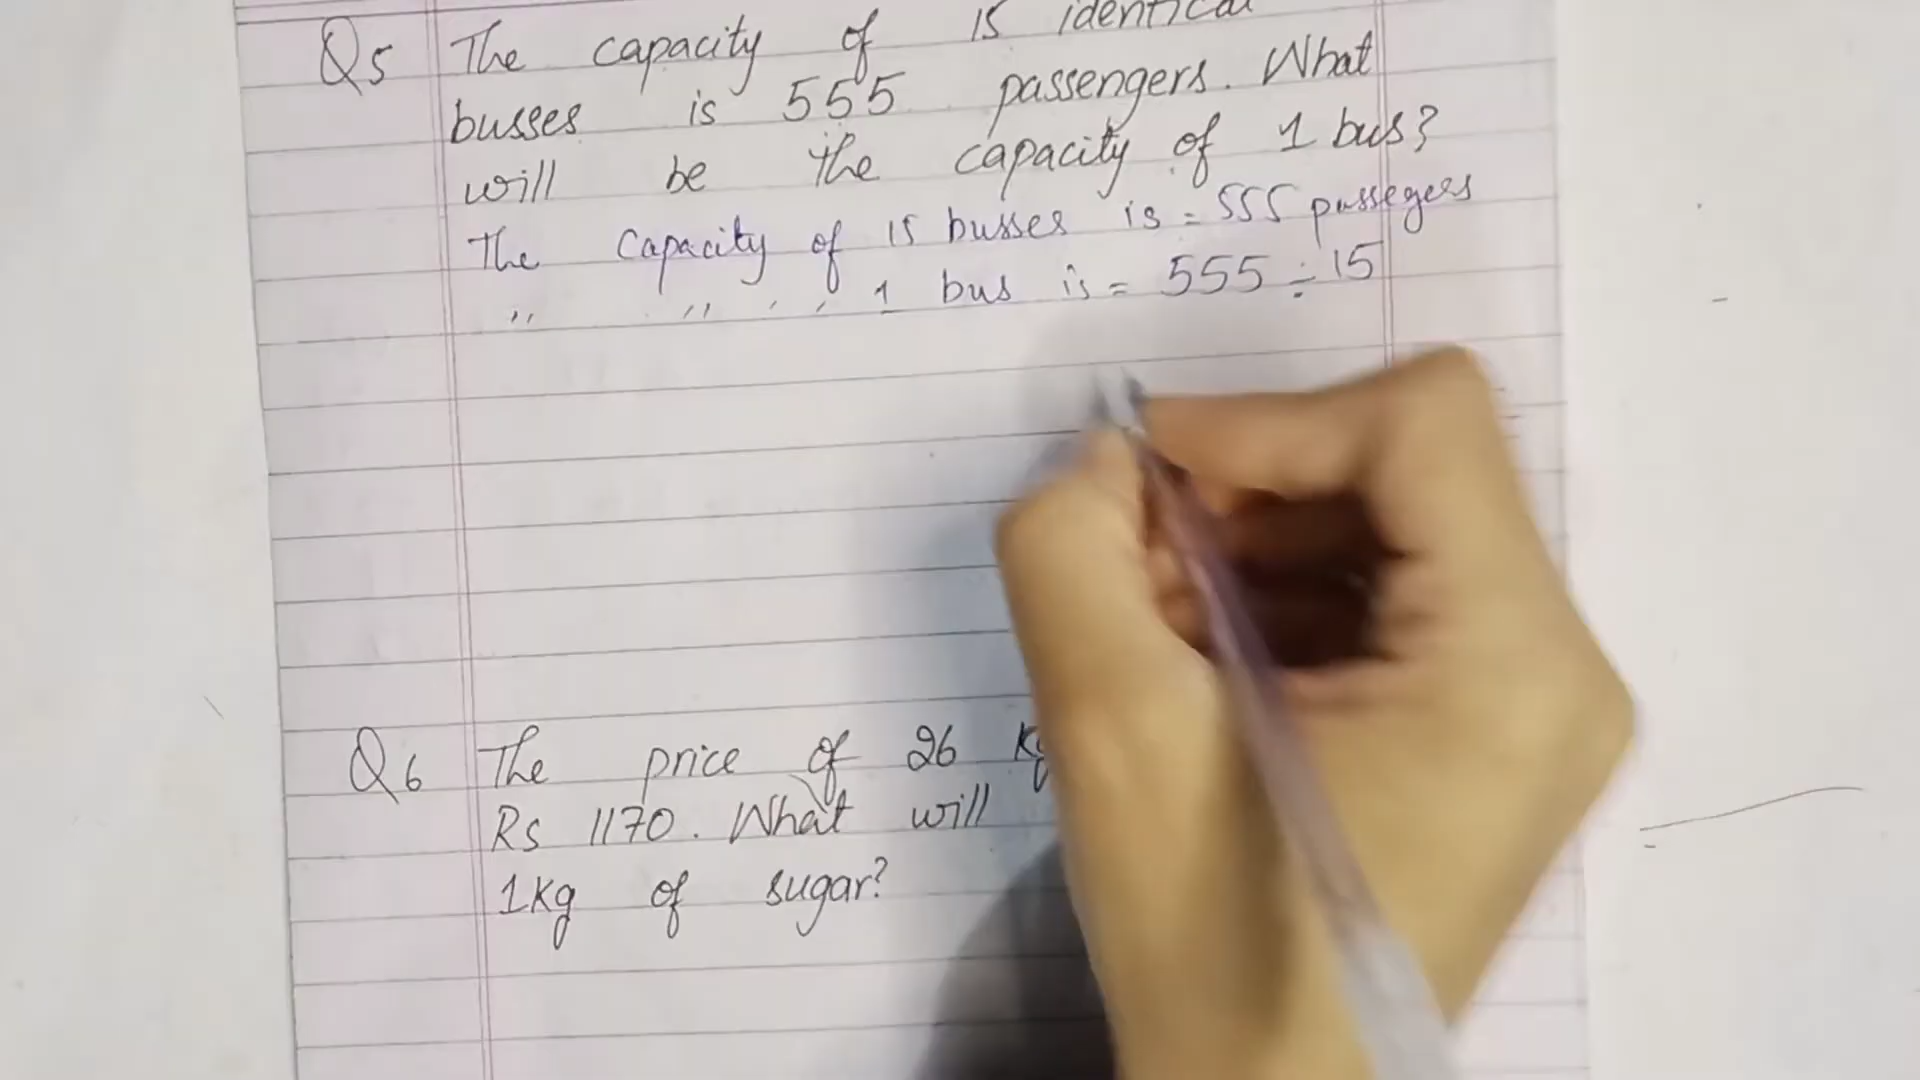 Q5 The capacity of 15 identical
busses is 555 passengers. What
will be the capacity of 1 bus?
The Capacity of 15 busses is = 555 passegers
,, ,, , , 1 bus is = 555 ÷ 15
Q6 The price of 26 Kg
Rs 1170. What will
1Kg of sugar?